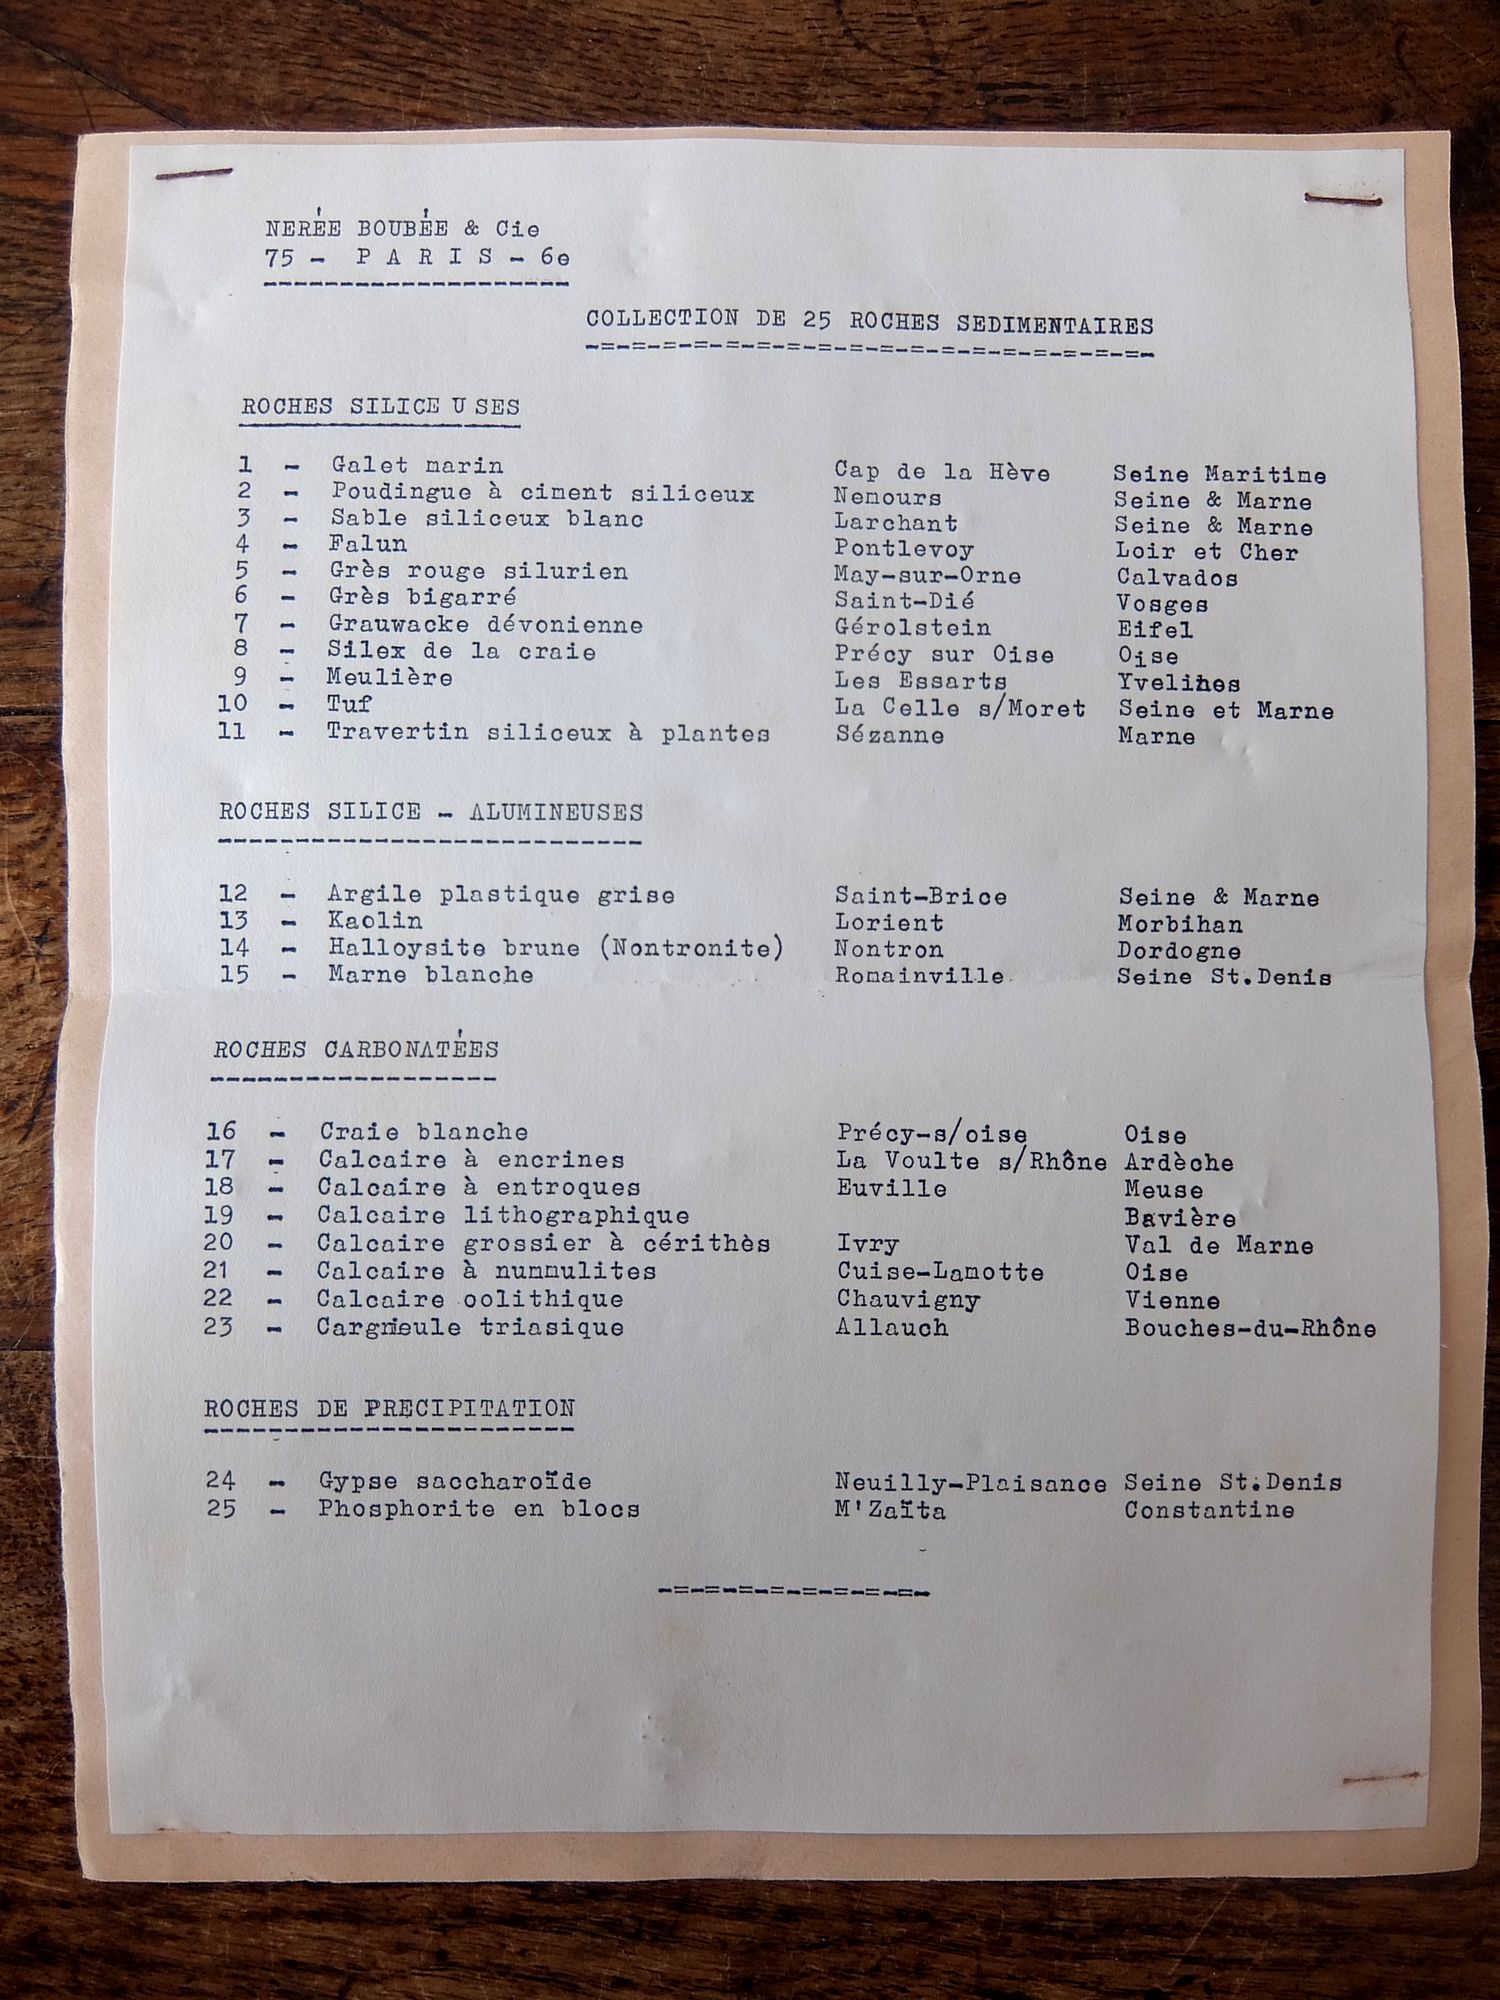 NERÉE BOUBÉE & Cie
75 - P A R I S - 6e
COLLECTION DE 25 ROCHES SEDIMENTAIRES
-=-=-=-=-=-=-=-=-=-=-=-=-=-=-=-=-=-=-
ROCHES SILICE U SES
1 - Galet marin Cap de la Hève Seine Maritime
2 - Poudingue à ciment siliceux Nemours Seine & Marne
3 - Sable siliceux blanc Larchant Seine & Marne
4 - Falun Pontlevoy Loir et Cher
5 - Grès rouge silurien May-sur-Orne Calvados
6 - Grès bigarré Saint-Dié Vosges
7 - Grauwacke dévonienne Gérolstein Eifel
8 - Silex de la craie Précy sur Oise Oise
9 - Meulière Les Essarts Yvelines
10 - Tuf La Celle s/Moret Seine et Marne
11 - Travertin siliceux à plantes Sézanne Marne
ROCHES SILICE - ALUMINEUSES
12 - Argile plastique grise Saint-Brice Seine & Marne
13 - Kaolin Lorient Morbihan
14 - Halloysite brune (Nontronite) Nontron Dordogne
15 - Marne blanche Romainville Seine St.Denis
ROCHES CARBONATÉES
16 - Craie blanche Précy-s/oise Oise
17 - Calcaire à encrines La Voulte s/Rhône Ardèche
18 - Calcaire à entroques Euville Meuse
19 - Calcaire lithographique Bavière
20 - Calcaire grossier à cérithès Ivry Val de Marne
21 - Calcaire à nummulites Cuise-Lamotte Oise
22 - Calcaire oolithique Chauvigny Vienne
23 - Cargneule triasique Allauch Bouches-du-Rhône
ROCHES DE PRECIPITATION
24 - Gypse saccharoïde Neuilly-Plaisance Seine St.Denis
25 - Phosphorite en blocs M'Zaïta Constantine
-=-=-=-=-=-=-=-=-